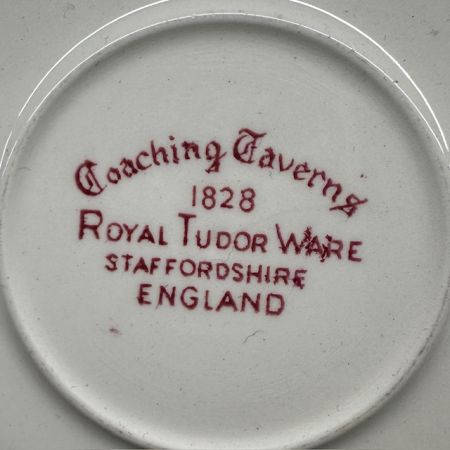 Coaching Taverns
1828
ROYAL TUDOR WARE
STAFFORDSHIRE
ENGLAND